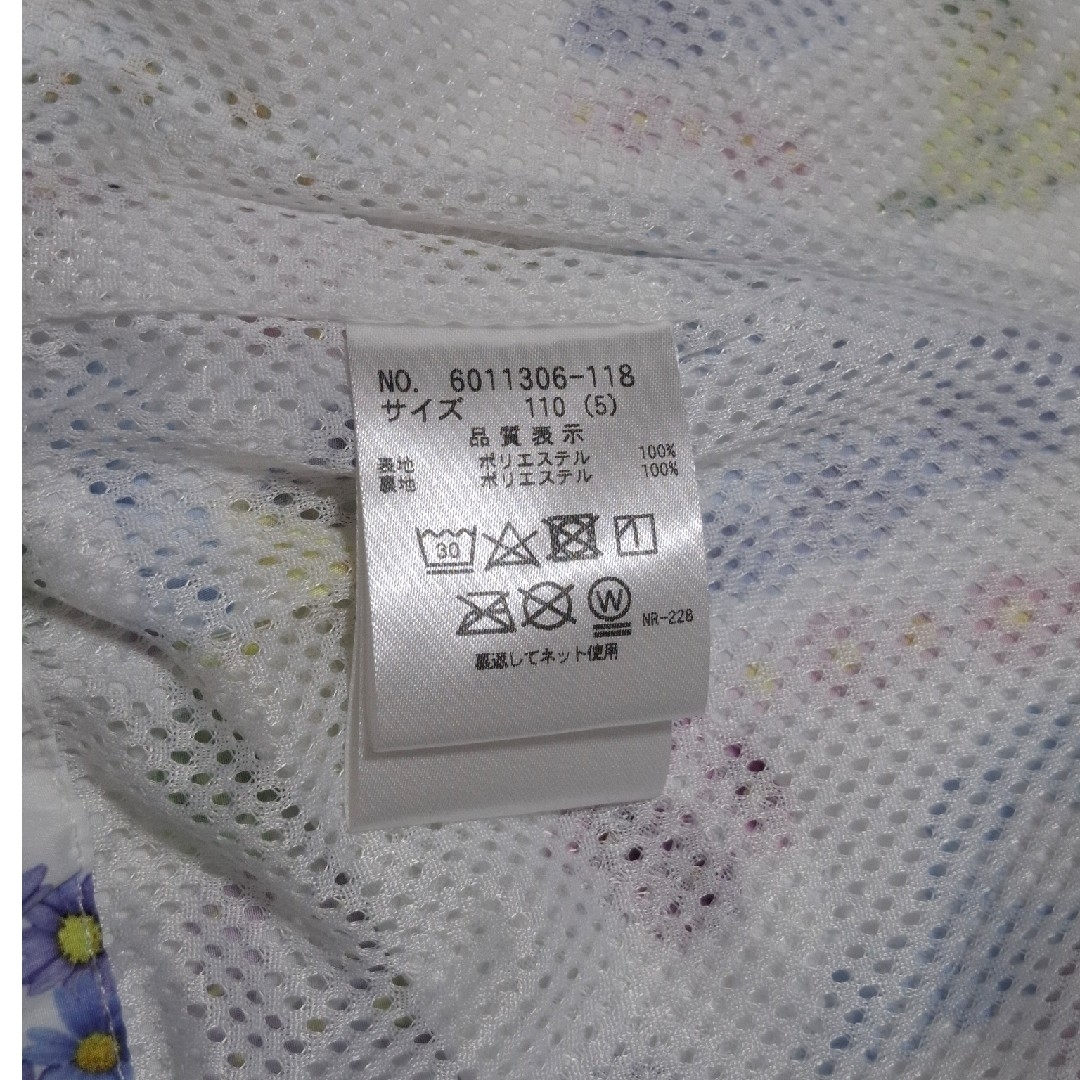 NO. 6011306-118
サイズ 110 (5)
品質表示
表地 ポリエステル 100%
裏地 ポリエステル 100%
30
W NR-228
裏返してネット使用